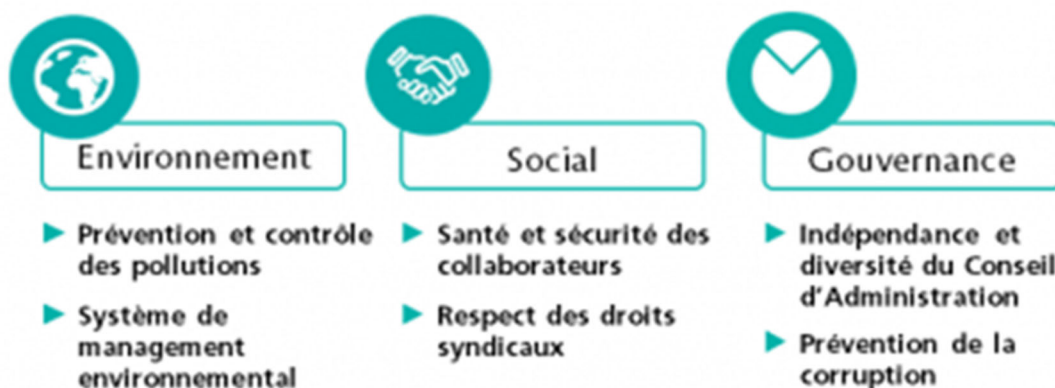 Environnement
Prévention et contrôle
des pollutions
Système de
management
environnemental
Social
Santé et sécurité des
collaborateurs
Respect des droits
syndicaux
Gouvernance
Indépendance et
diversité du Conseil
d'Administration
Prévention de la
corruption